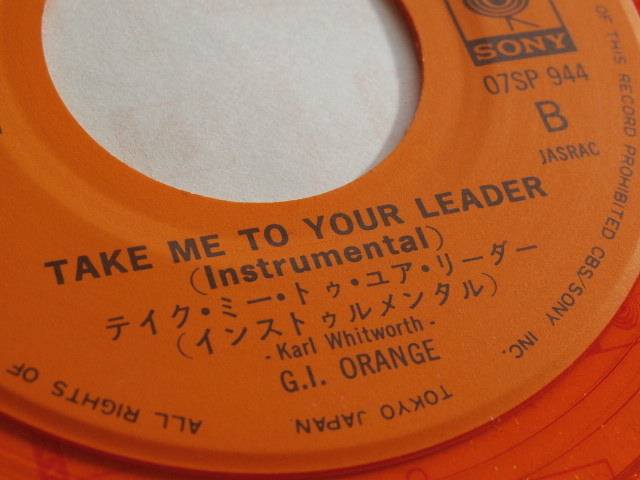 SONY
07SP 944
B
JASRAC
TAKE ME TO YOUR LEADER
(Instrumental)
テイク・ミー・トゥ・ユア・リーダー
(インストゥルメンタル)
- Karl Whitworth -
G.I. ORANGE
ALL RIGHTS OF
OF THIS RECORD PROHIBITED CBS/SONY INC.
TOKYO JAPAN.